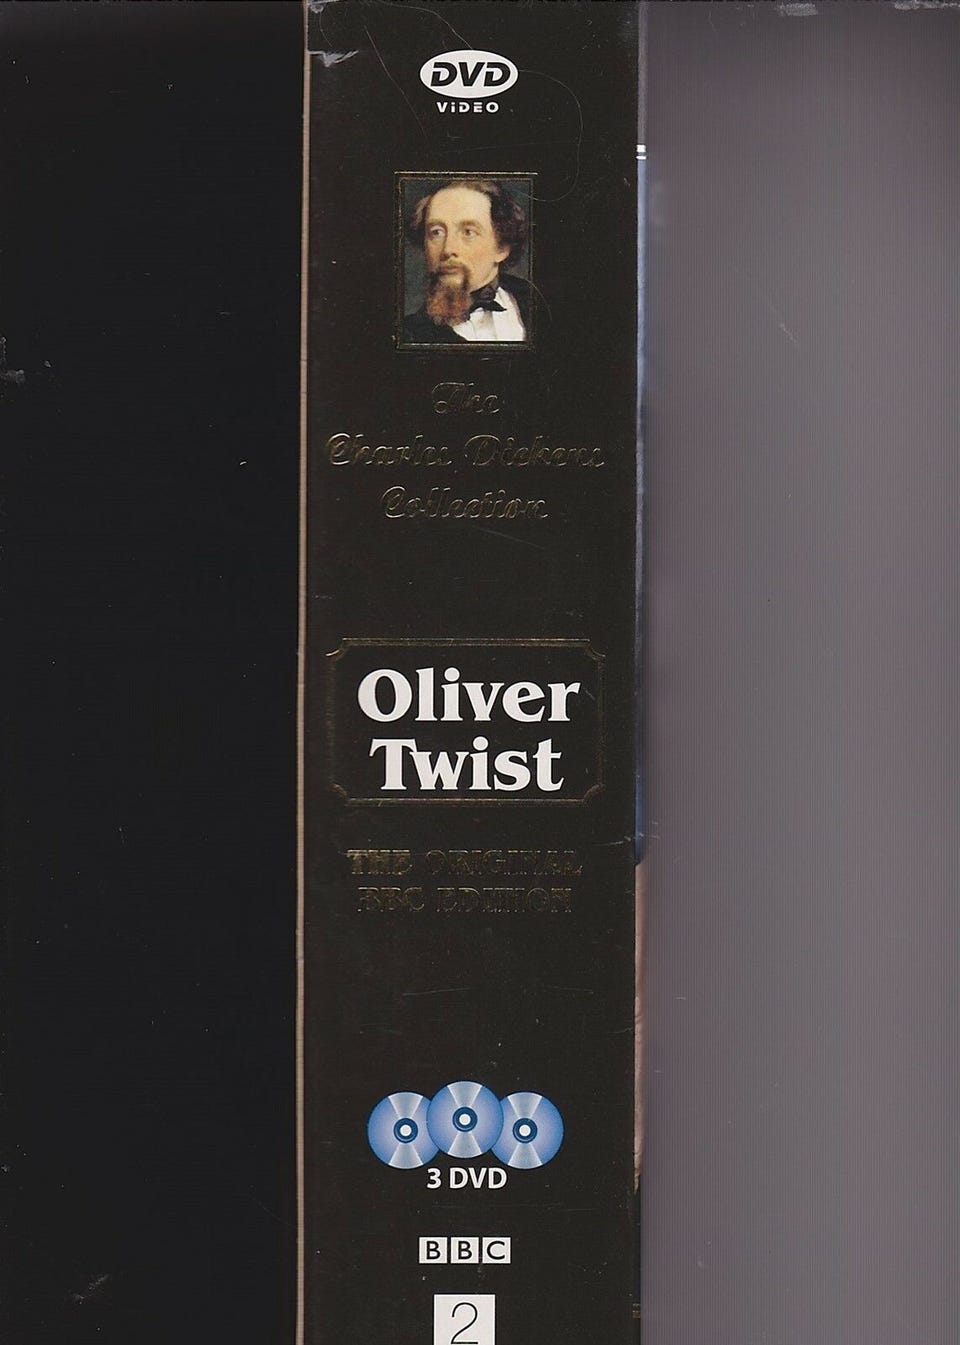 DVD
ViDEO
The
Charles Dickens
Collection
Oliver
Twist
THE ORIGINAL
BBC EDITION
3 DVD
BBC
2